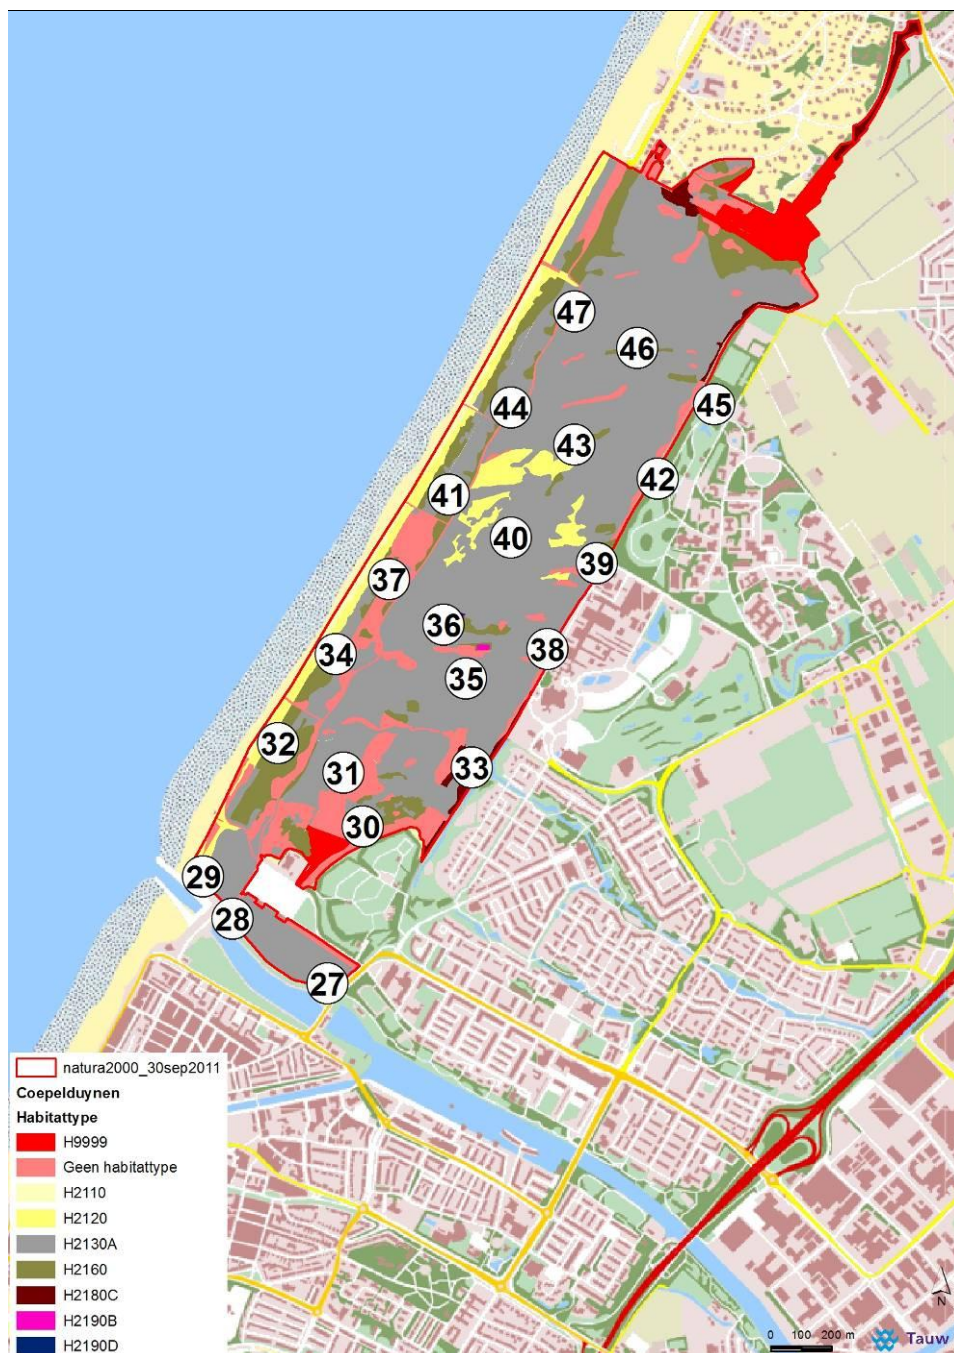 47
46
44
45
43
42
41
40
39
37
36
38
34
35
32
33
31
30
29
28
27
natura2000_30sep2011
Coepelduynen
Habitattype
H9999
Geen habitattype
H2110
H2120
H2130A
H2160
H2180C
H2190B
H2190D
N
0 100 200 m
Tauw